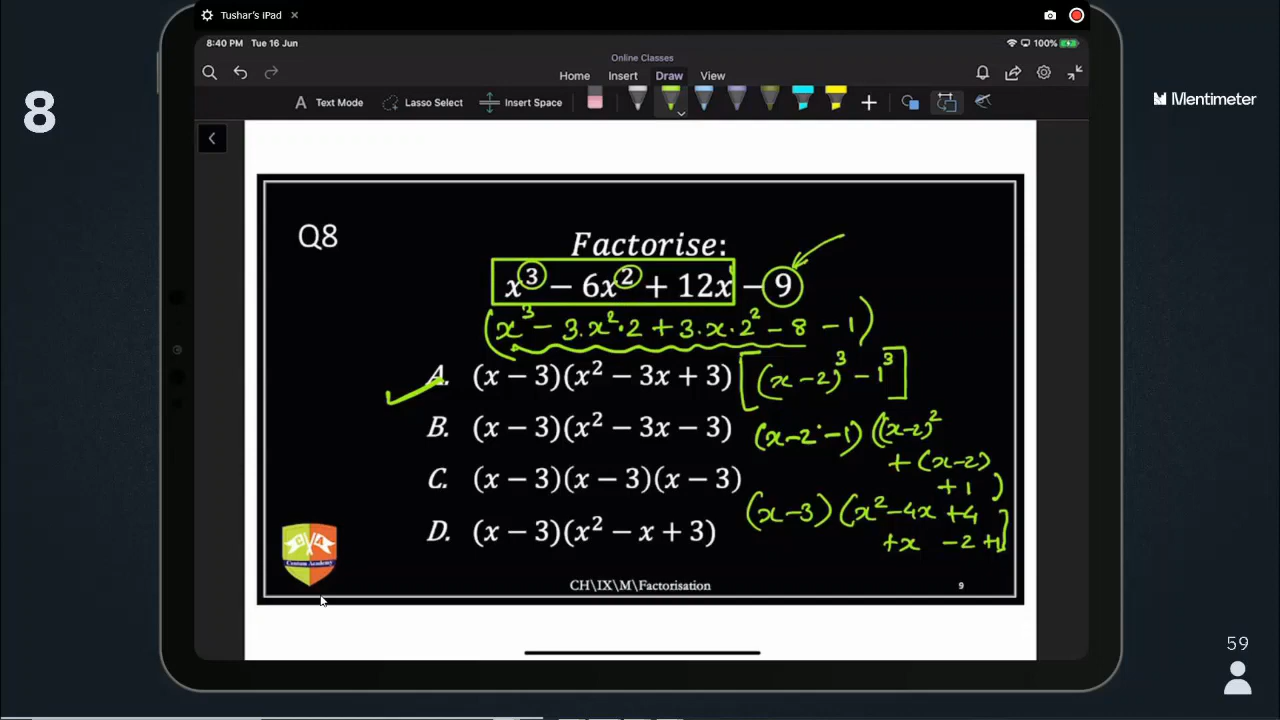 Tushar's iPad ×
8:40 PM Tue 16 Jun
100%
Online Classes
Home Insert Draw View
Text Mode Lasso Select Insert Space
8
Mentimeter
Q8
Factorise:
x³ − 6x² + 12x − 9
(x³ − 3.x²·2 + 3.x.2² − 8 − 1)
A. (x − 3)(x² − 3x + 3) [(x−2)³ − 1³]
B. (x − 3)(x² − 3x − 3) (x−2−1) ((x−2)²
+ (x−2)
+ 1)
C. (x − 3)(x − 3)(x − 3)
(x−3) (x²−4x+4
D. (x − 3)(x² − x + 3)
+x −2 +1]
Centum Academy
CH\IX\M\Factorisation
9
59